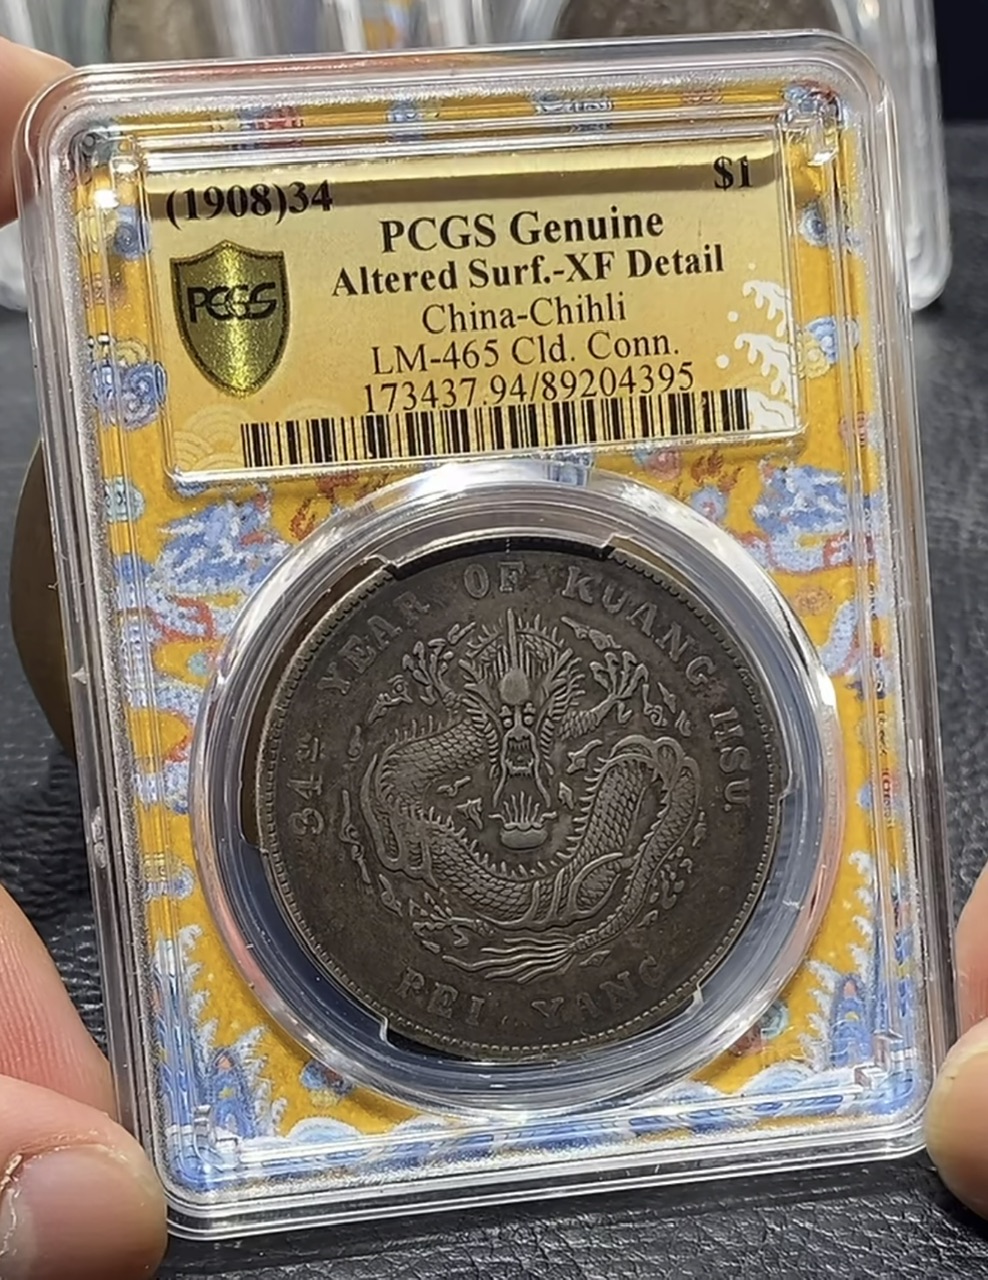 (1908)34 $1
PCGS Genuine
Altered Surf.-XF Detail
China-Chihli
LM-465 Cld. Conn.
173437.94/89204395
PCGS
34TH YEAR OF KUANG HSU
PEI YANG